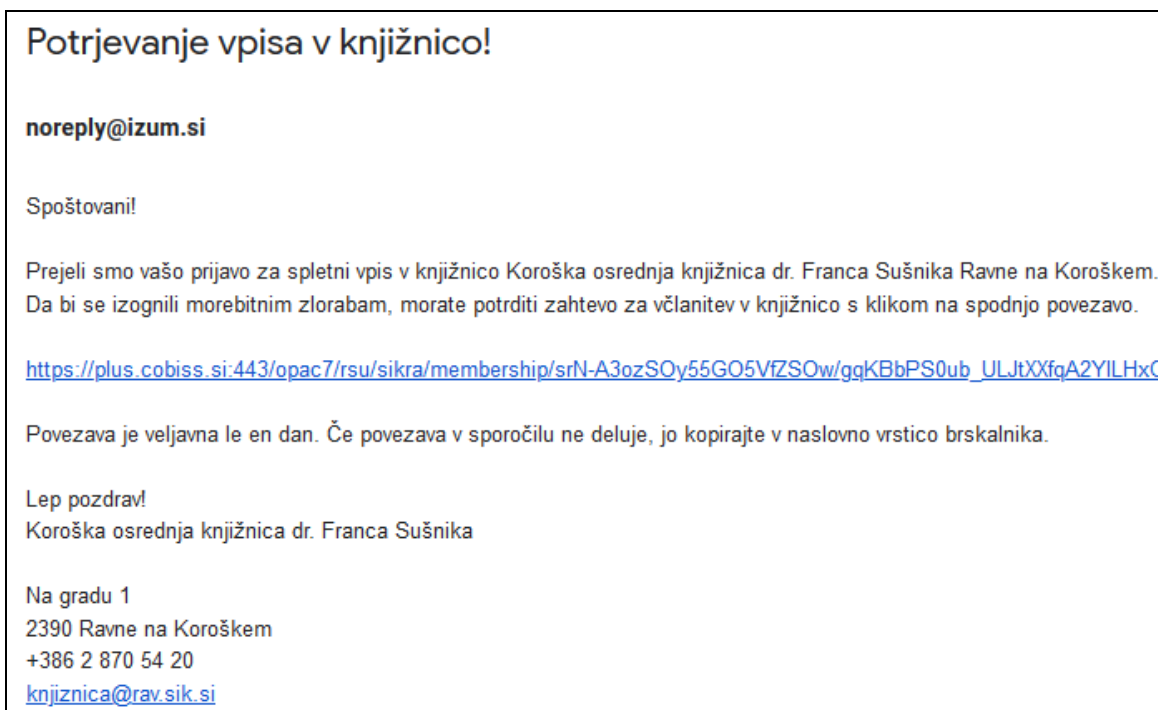 Potrjevanje vpisa v knjižnico!
noreply@izum.si
Spoštovani!
Prejeli smo vašo prijavo za spletni vpis v knjižnico Koroška osrednja knjižnica dr. Franca Sušnika Ravne na Koroškem.
Da bi se izognili morebitnim zlorabam, morate potrditi zahtevo za včlanitev v knjižnico s klikom na spodnjo povezavo.
https://plus.cobiss.si:443/opac7/rsu/sikra/membership/srN-A3ozSOy55GO5VfZSOw/gqKBbPS0ub_ULJtXXfqA2YILHxC
Povezava je veljavna le en dan. Če povezava v sporočilu ne deluje, jo kopirajte v naslovno vrstico brskalnika.
Lep pozdrav!
Koroška osrednja knjižnica dr. Franca Sušnika
Na gradu 1
2390 Ravne na Koroškem
+386 2 870 54 20
knjiznica@rav.sik.si